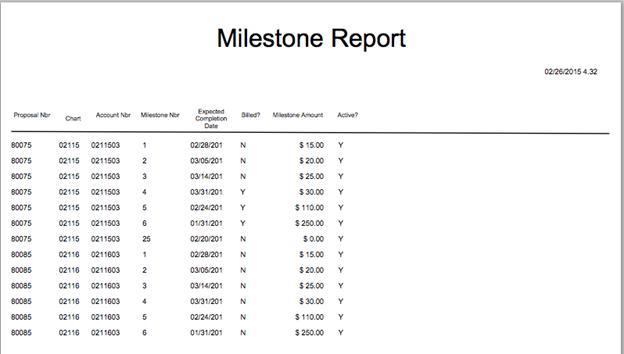 Milestone Report
02/26/2015 4.32
Proposal Nbr Chart Account Nbr Milestone Nbr Expected Completion Date Billed? Milestone Amount Active?
80075 02115 0211503 1 02/28/201 N $ 15.00 Y
80075 02115 0211503 2 03/05/201 N $ 20.00 Y
80075 02115 0211503 3 03/14/201 N $ 25.00 Y
80075 02115 0211503 4 03/31/201 Y $ 30.00 Y
80075 02115 0211503 5 02/24/201 Y $ 110.00 Y
80075 02115 0211503 6 01/31/201 Y $ 250.00 Y
80075 02115 0211503 25 02/20/201 N $ 0.00 Y
80085 02116 0211603 1 02/28/201 N $ 15.00 Y
80085 02116 0211603 2 03/05/201 N $ 20.00 Y
80085 02116 0211603 3 03/14/201 N $ 25.00 Y
80085 02116 0211603 4 03/31/201 N $ 30.00 Y
80085 02116 0211603 5 02/24/201 N $ 110.00 Y
80085 02116 0211603 6 01/31/201 N $ 250.00 Y